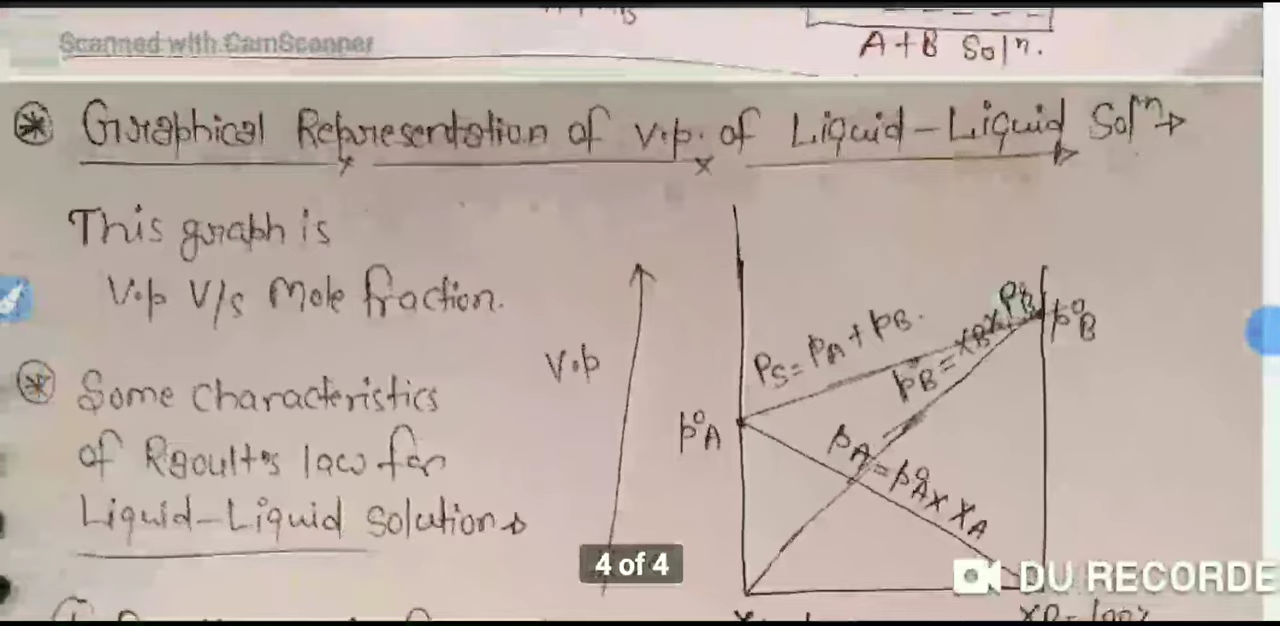 Scanned with CamScanner
A+B Solⁿ.
Graphical Representation of v.p. of Liquid-Liquid Solⁿ→
This graph is
V.p V/s Mole fraction.
Some characteristics
of Raoult's law for
Liquid-Liquid solution→
V.p
p°A
Ps = PA + PB.
PB = XB × P°B
p°B
PA = p°A × XA
4 of 4
DU RECORDE